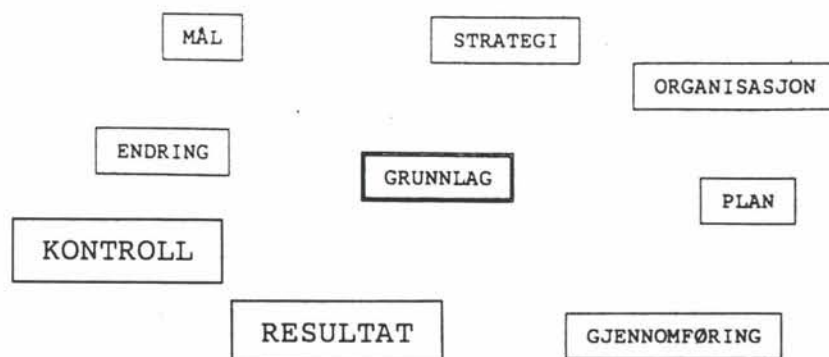 MÅL
STRATEGI
ORGANISASJON
ENDRING
GRUNNLAG
PLAN
KONTROLL
RESULTAT
GJENNOMFØRING